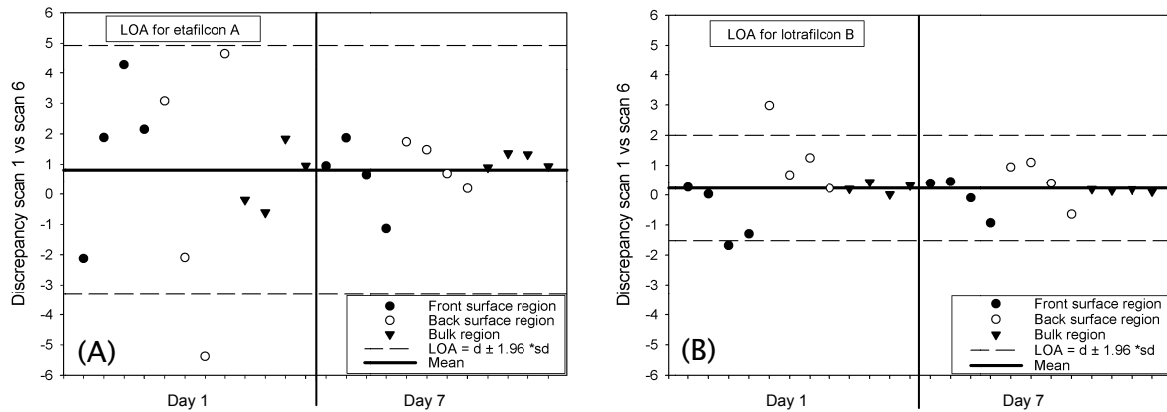 LOA for etafilcon A
Discrepancy scan 1 vs scan 6
6
5
4
3
2
1
0
-1
-2
-3
-4
-5
-6
(A)
Front surface region
Back surface region
Bulk region
LOA = d ± 1.96 *sd
Mean
Day 1
Day 7
LOA for lotrafilcon B
Discrepancy scan 1 vs scan 6
6
5
4
3
2
1
0
-1
-2
-3
-4
-5
-6
(B)
Front surface region
Back surface region
Bulk region
LOA = d ± 1.96 *sd
Mean
Day 1
Day 7